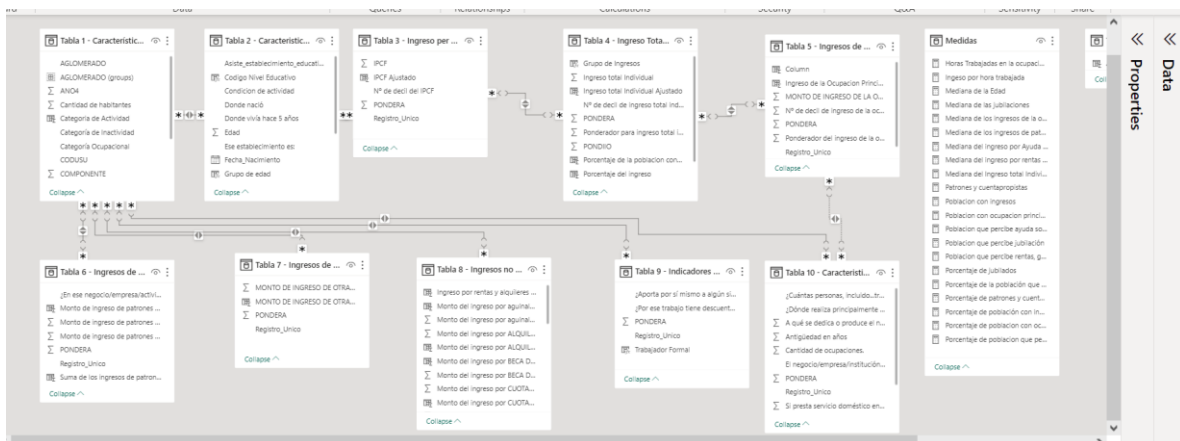 Data
Queries
Relationships
Calculations
Security
Q&A
Sensitivity
Share
Tabla 1 - Característic...
AGLOMERADO
AGLOMERADO (groups)
ANO4
Cantidad de habitantes
Categoría de Actividad
Categoría de Inactividad
Categoría Ocupacional
CODUSU
COMPONENTE
Collapse
Tabla 2 - Característic...
Asiste_establecimiento_educati...
Codigo Nivel Educativo
Condicion de actividad
Donde nació
Donde vivía hace 5 años
Edad
Ese establecimiento es:
Fecha_Nacimiento
Grupo de edad
Collapse
Tabla 3 - Ingreso per ...
IPCF
IPCF Ajustado
Nº de decil del IPCF
PONDERA
Registro_Unico
Collapse
Tabla 4 - Ingreso Tota...
Grupo de Ingresos
Ingreso total Individual
Ingreso total Individual Ajustado
Nº de decil de ingreso total ind...
PONDERA
Ponderador para ingreso total i...
PONDIIO
Porcentaje de la poblacion con...
Porcentaje del ingreso
Collapse
Tabla 5 - Ingresos de ...
Column
Ingreso de la Ocupacion Princi...
MONTO DE INGRESO DE LA O...
Nº de decil de ingreso de la oc...
PONDERA
Ponderador del ingreso de la o...
Registro_Unico
Collapse
Medidas
Horas Trabajadas en la ocupaci...
Ingeso por hora trabajada
Mediana de la Edad
Mediana de las jubilaciones
Mediana de los ingresos de la o...
Mediana de los ingresos de pat...
Mediana del Ingreso por Ayuda ...
Mediana del ingreso por rentas ...
Mediana del Ingreso total Indivi...
Patrones y cuentapropistas
Poblacion con Ingresos
Poblacion con ocupacion princi...
Poblacion que percibe ayuda so...
Poblacion que percibe jubilación
Poblacion que percibe rentas, g...
Porcentaje de jubilados
Porcentaje de la población que ...
Porcentaje de patrones y cuent...
Porcentaje de población con in...
Porcentaje de población con oc...
Porcentaje de poblacion que pe...
Collapse
Col
Properties
Data
Tabla 6 - Ingresos de ...
¿En ese negocio/empresa/activi...
Monto de ingreso de patrones ...
Monto de ingreso de patrones ...
Monto de ingreso de patrones ...
PONDERA
Registro_Unico
Suma de los ingresos de patron...
Collapse
Tabla 7 - Ingresos de ...
MONTO DE INGRESO DE OTRA...
MONTO DE INGRESO DE OTRA...
PONDERA
Registro_Unico
Collapse
Tabla 8 - Ingresos no ...
Ingreso por rentas y alquileres ...
Monto del ingreso por aguinal...
Monto del ingreso por aguinal...
Monto del ingreso por ALQUIL...
Monto del ingreso por ALQUIL...
Monto del ingreso por BECA D...
Monto del ingreso por BECA D...
Monto del ingreso por CUOTA...
Monto del ingreso por CUOTA...
Collapse
Tabla 9 - Indicadores ...
¿Aporta por sí mismo a algún si...
¿Por ese trabajo tiene descuent...
PONDERA
Registro_Unico
Trabajador Formal
Collapse
Tabla 10 - Característi...
¿Cuántas personas, incluido...tr...
¿Dónde realiza principalmente ...
A qué se dedica o produce el n...
Antigüedad en años
Cantidad de ocupaciones.
El negocio/empresa/institución...
PONDERA
Registro_Unico
Si presta servicio doméstico en...
Collapse